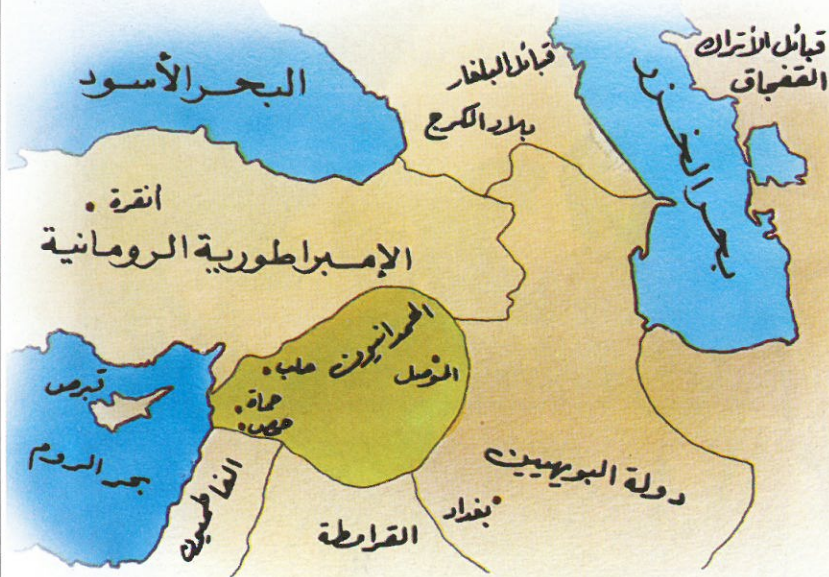 قبائل الأتراك
القفجاق
قبائل البلغار
بلاد الكرج
بحر الخزر
البحر الأسود
أنقرة
الإمبراطورية الرومانية
الحمدانيون
حلب
الموصل
حماة
حمص
قبرص
بحر الروم
الفاطميون
القرامطة
بغداد
دولة البويهيين